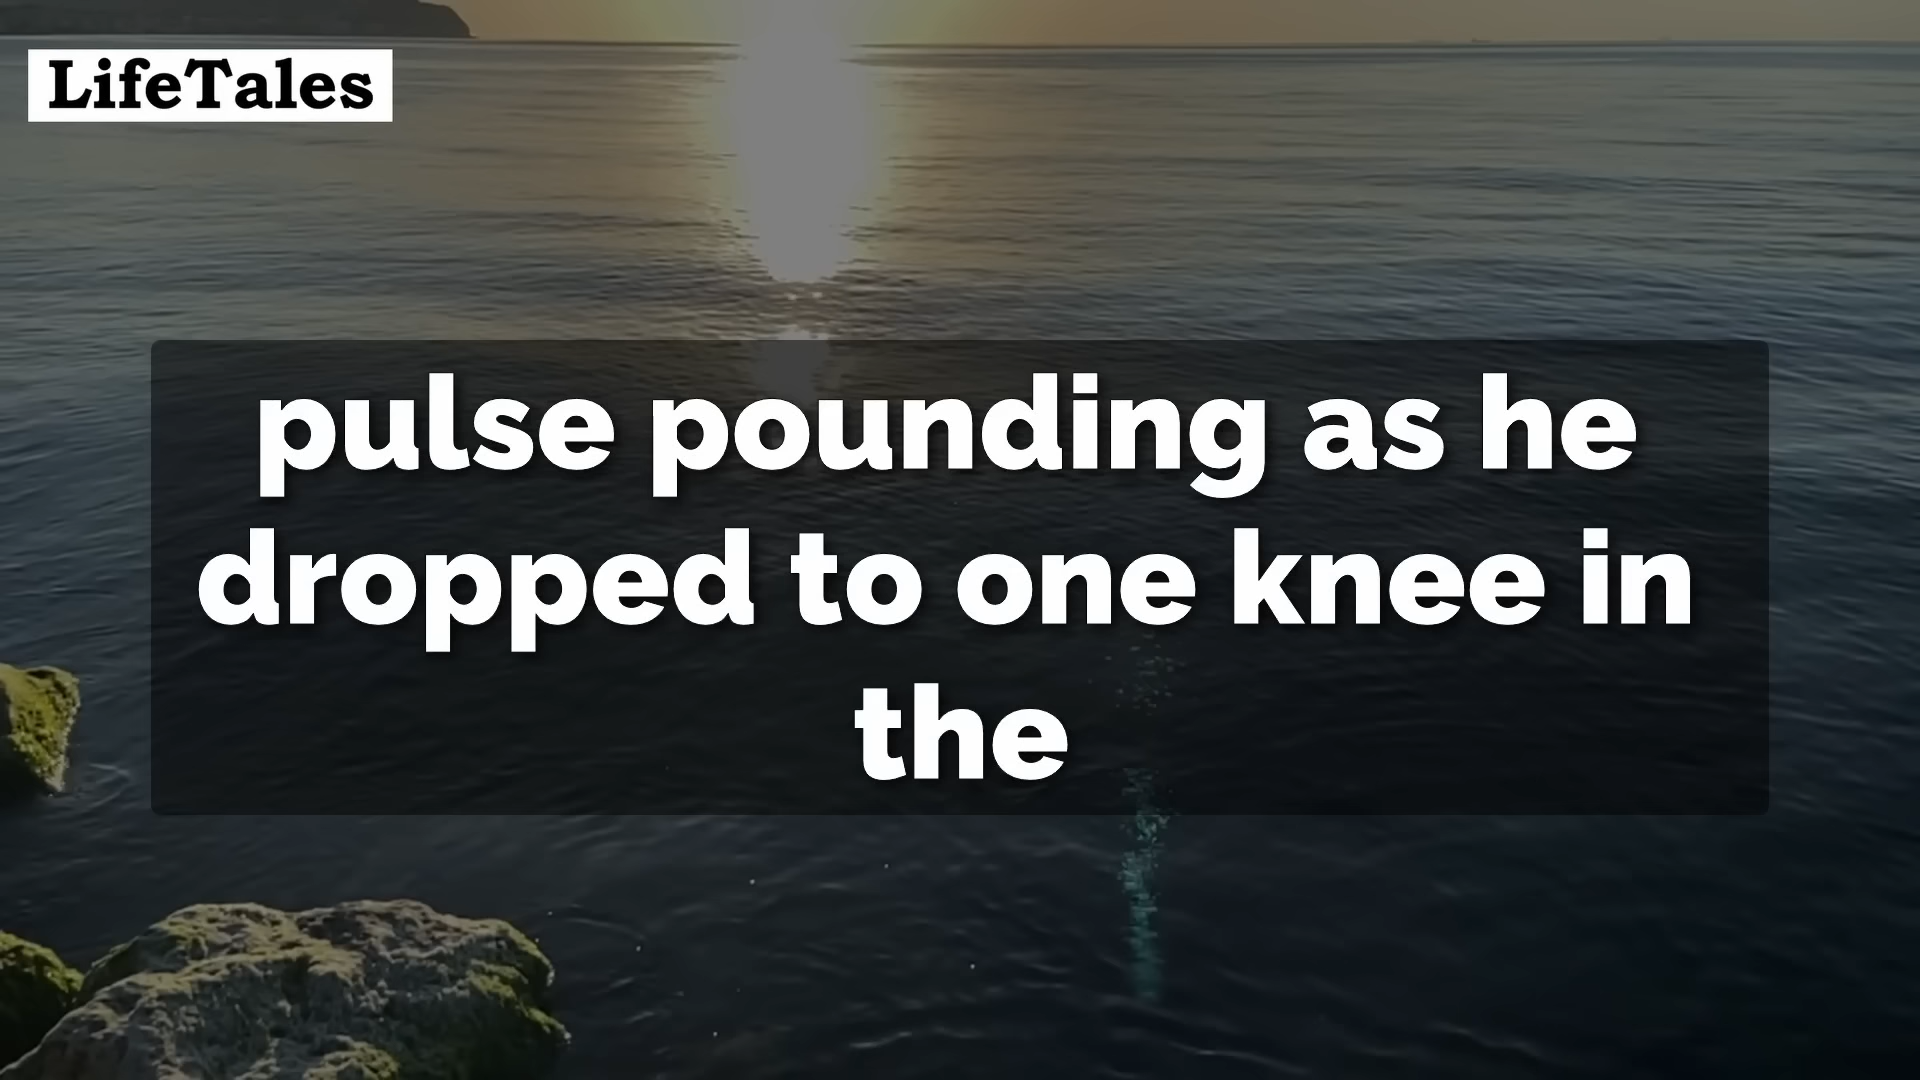 LifeTales
pulse pounding as he
dropped to one knee in
the